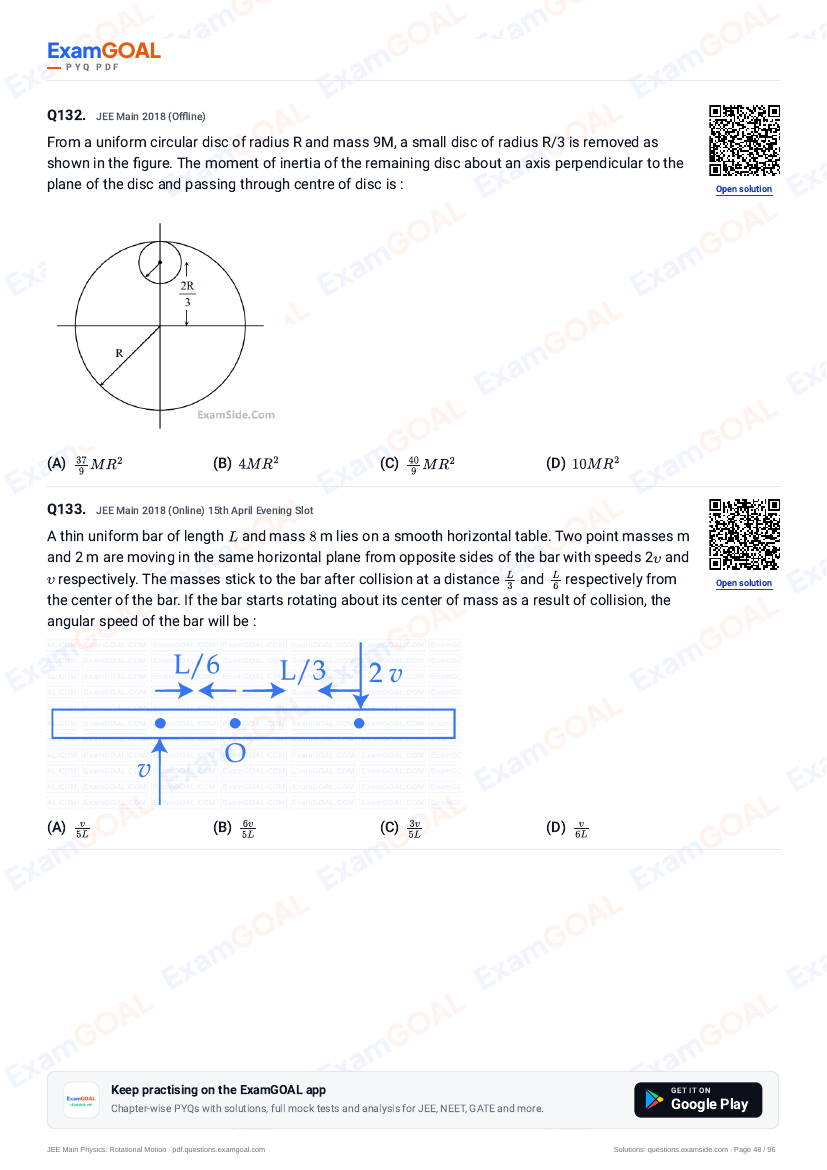 ExamGOAL
PYQ PDF
Q132. JEE Main 2018 (Offline)
From a uniform circular disc of radius R and mass 9M, a small disc of radius R/3 is removed as
shown in the figure. The moment of inertia of the remaining disc about an axis perpendicular to the
plane of the disc and passing through centre of disc is :
Open solution
2R
3
R
ExamSide.Com
(A) 37/9 MR² (B) 4MR² (C) 40/9 MR² (D) 10MR²
Q133. JEE Main 2018 (Online) 15th April Evening Slot
A thin uniform bar of length L and mass 8 m lies on a smooth horizontal table. Two point masses m
and 2 m are moving in the same horizontal plane from opposite sides of the bar with speeds 2v and
v respectively. The masses stick to the bar after collision at a distance L/3 and L/6 respectively from
the center of the bar. If the bar starts rotating about its center of mass as a result of collision, the
angular speed of the bar will be :
Open solution
L/6 L/3 2 v
O
v
(A) v/5L (B) 6v/5L (C) 3v/5L (D) v/6L
Keep practising on the ExamGOAL app
Chapter-wise PYQs with solutions, full mock tests and analysis for JEE, NEET, GATE and more.
GET IT ON
Google Play
JEE Main Physics: Rotational Motion · pdf.questions.examgoal.com
Solutions: questions.examside.com · Page 48 / 96